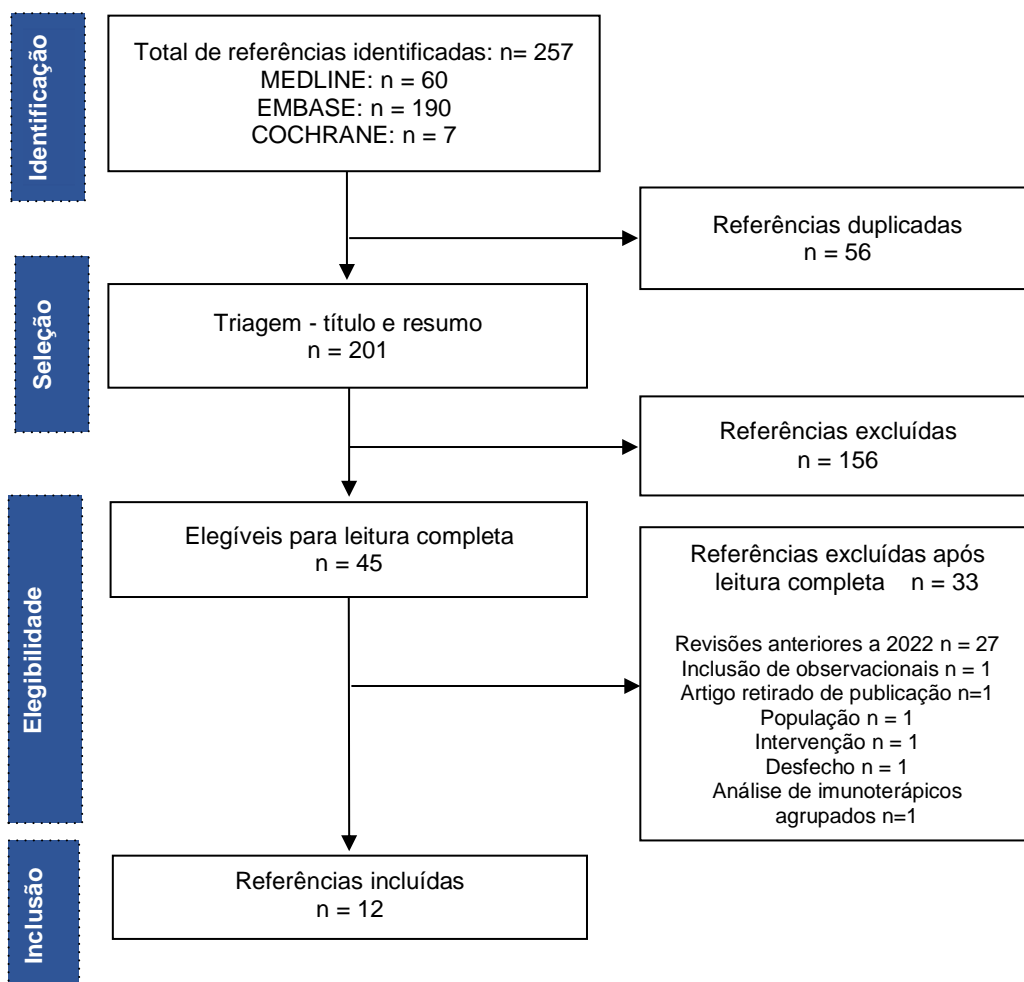 Identificação
Total de referências identificadas: n= 257
MEDLINE: n = 60
EMBASE: n = 190
COCHRANE: n = 7
Referências duplicadas
n = 56
Seleção
Triagem - título e resumo
n = 201
Referências excluídas
n = 156
Elegibilidade
Elegíveis para leitura completa
n = 45
Referências excluídas após
leitura completa n = 33
Revisões anteriores a 2022 n = 27
Inclusão de observacionais n = 1
Artigo retirado de publicação n=1
População n = 1
Intervenção n = 1
Desfecho n = 1
Análise de imunoterápicos
agrupados n=1
Inclusão
Referências incluídas
n = 12